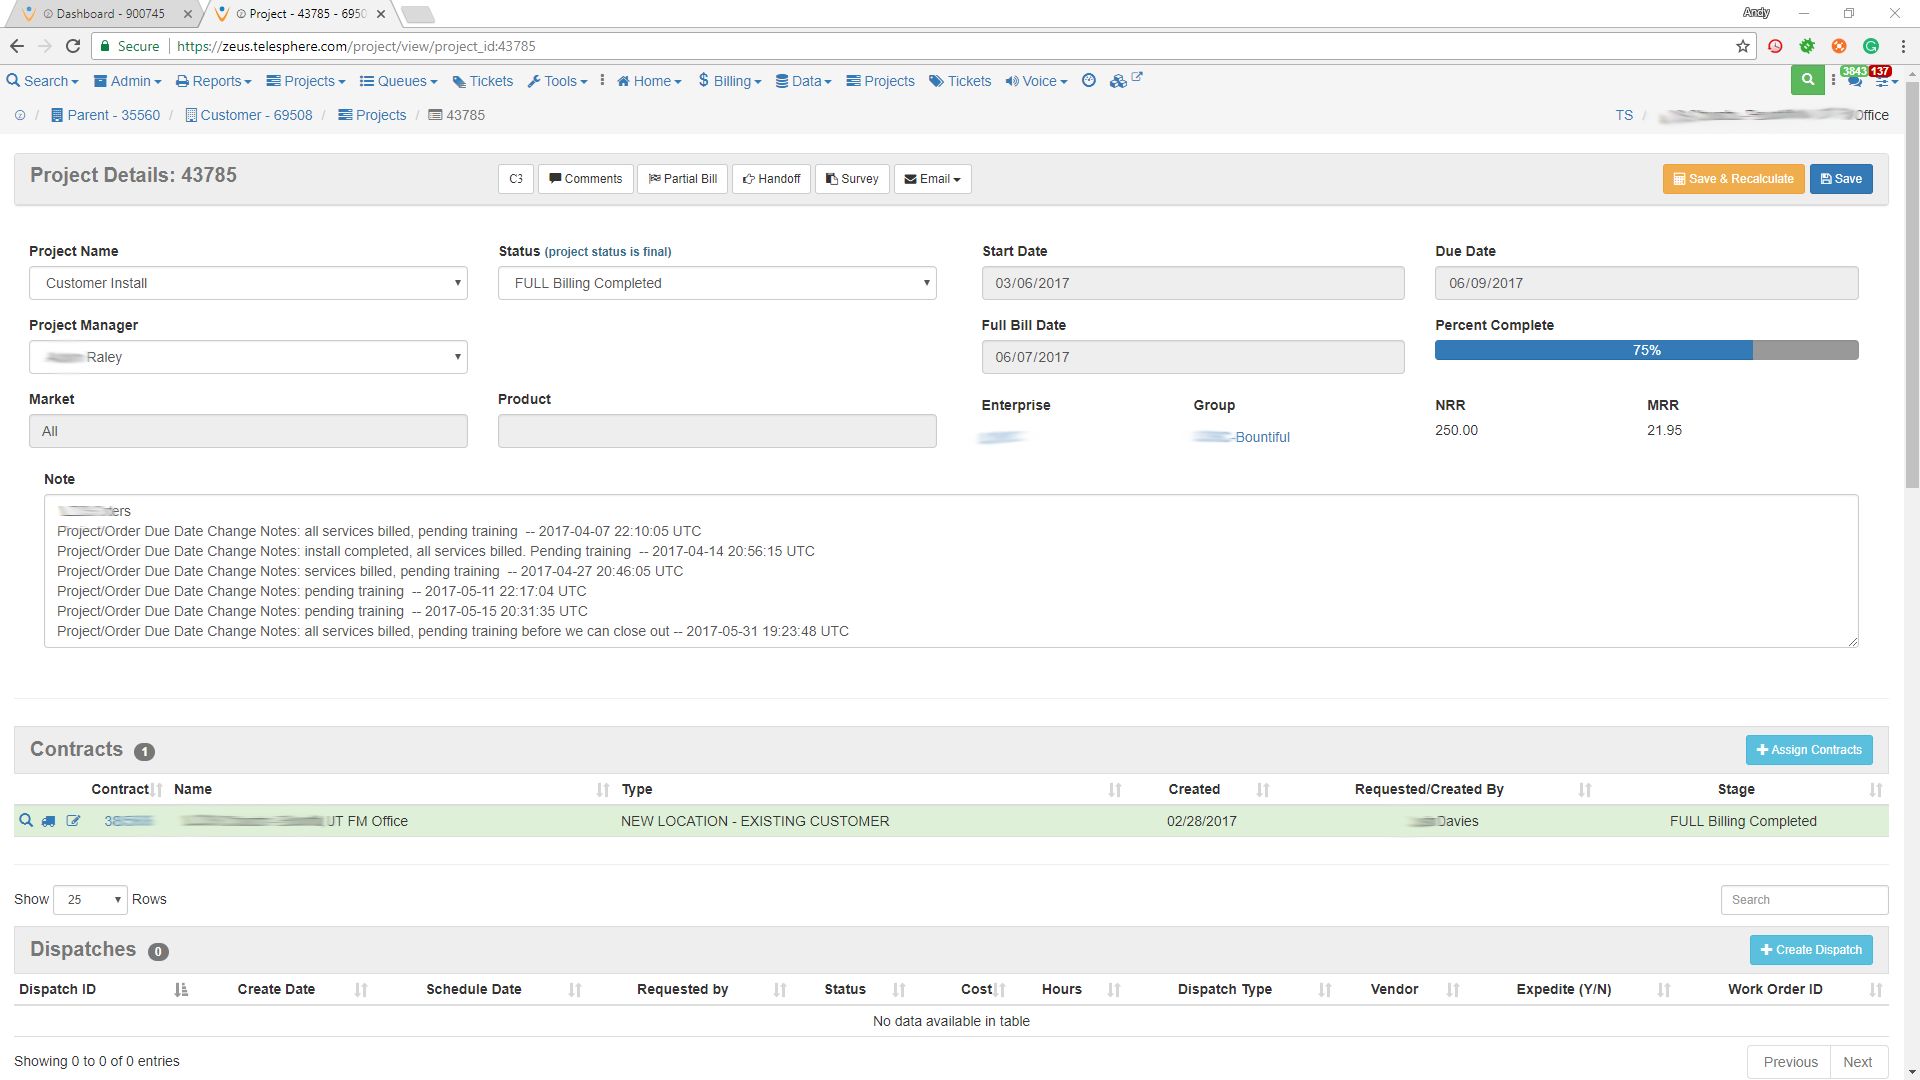 Dashboard - 900745
Project - 43785 - 6950
Andy
Secure https://zeus.telesphere.com/project/view/project_id:43785
Search Admin Reports Projects Queues Tickets Tools Home $ Billing Data Projects Tickets Voice 3843 137
/ Parent - 35560 / Customer - 69508 / Projects / 43785 TS / Office
Project Details: 43785 C3 Comments Partial Bill Handoff Survey Email Save & Recalculate Save
Project Name Status (project status is final) Start Date Due Date
Customer Install FULL Billing Completed 03/06/2017 06/09/2017
Project Manager Full Bill Date Percent Complete
Raley 06/07/2017 75%
Market Product Enterprise Group NRR MRR
All -Bountiful 250.00 21.95
Note
Project/Order Due Date Change Notes: all services billed, pending training -- 2017-04-07 22:10:05 UTC
Project/Order Due Date Change Notes: install completed, all services billed. Pending training -- 2017-04-14 20:56:15 UTC
Project/Order Due Date Change Notes: services billed, pending training -- 2017-04-27 20:46:05 UTC
Project/Order Due Date Change Notes: pending training -- 2017-05-11 22:17:04 UTC
Project/Order Due Date Change Notes: pending training -- 2017-05-15 20:31:35 UTC
Project/Order Due Date Change Notes: all services billed, pending training before we can close out -- 2017-05-31 19:23:48 UTC
Contracts 1 + Assign Contracts
Contract Name Type Created Requested/Created By Stage
UT FM Office NEW LOCATION - EXISTING CUSTOMER 02/28/2017 Davies FULL Billing Completed
Show 25 Rows Search
Dispatches 0 + Create Dispatch
Dispatch ID Create Date Schedule Date Requested by Status Cost Hours Dispatch Type Vendor Expedite (Y/N) Work Order ID
No data available in table
Showing 0 to 0 of 0 entries Previous Next